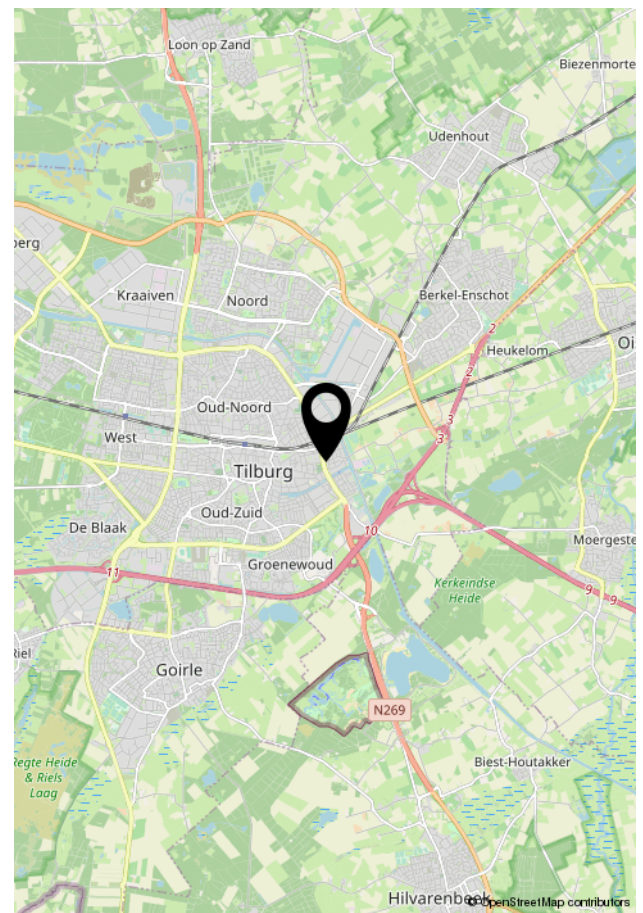 Loon op Zand
Biezenmorte
Udenhout
berg
Kraaiven
Noord
Berkel-Enschot
2
Oi
Heukelom
2
Oud-Noord
3
West
3
Tilburg
De Blaak
Oud-Zuid
10
Moergeste
Groenewoud
11
Kerkeindse
Heide
9
9
Riel
Goirle
N269
Regte Heide
& Riels
Laag
Biest-Houtakker
Hilvarenbeek
© OpenStreetMap contributors